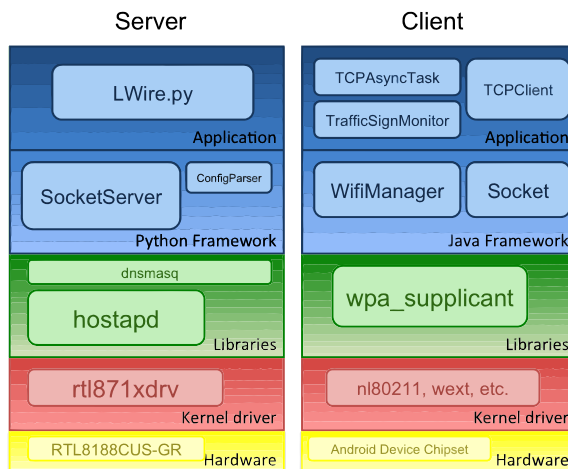 Server
LWire.py
Application
SocketServer
ConfigParser
Python Framework
dnsmasq
hostapd
Libraries
rtl871xdrv
Kernel driver
RTL8188CUS-GR
Hardware
Client
TCPAsyncTask
TCPClient
TrafficSignMonitor
Application
WifiManager
Socket
Java Framework
wpa_supplicant
Libraries
nl80211, wext, etc.
Kernel driver
Android Device Chipset
Hardware